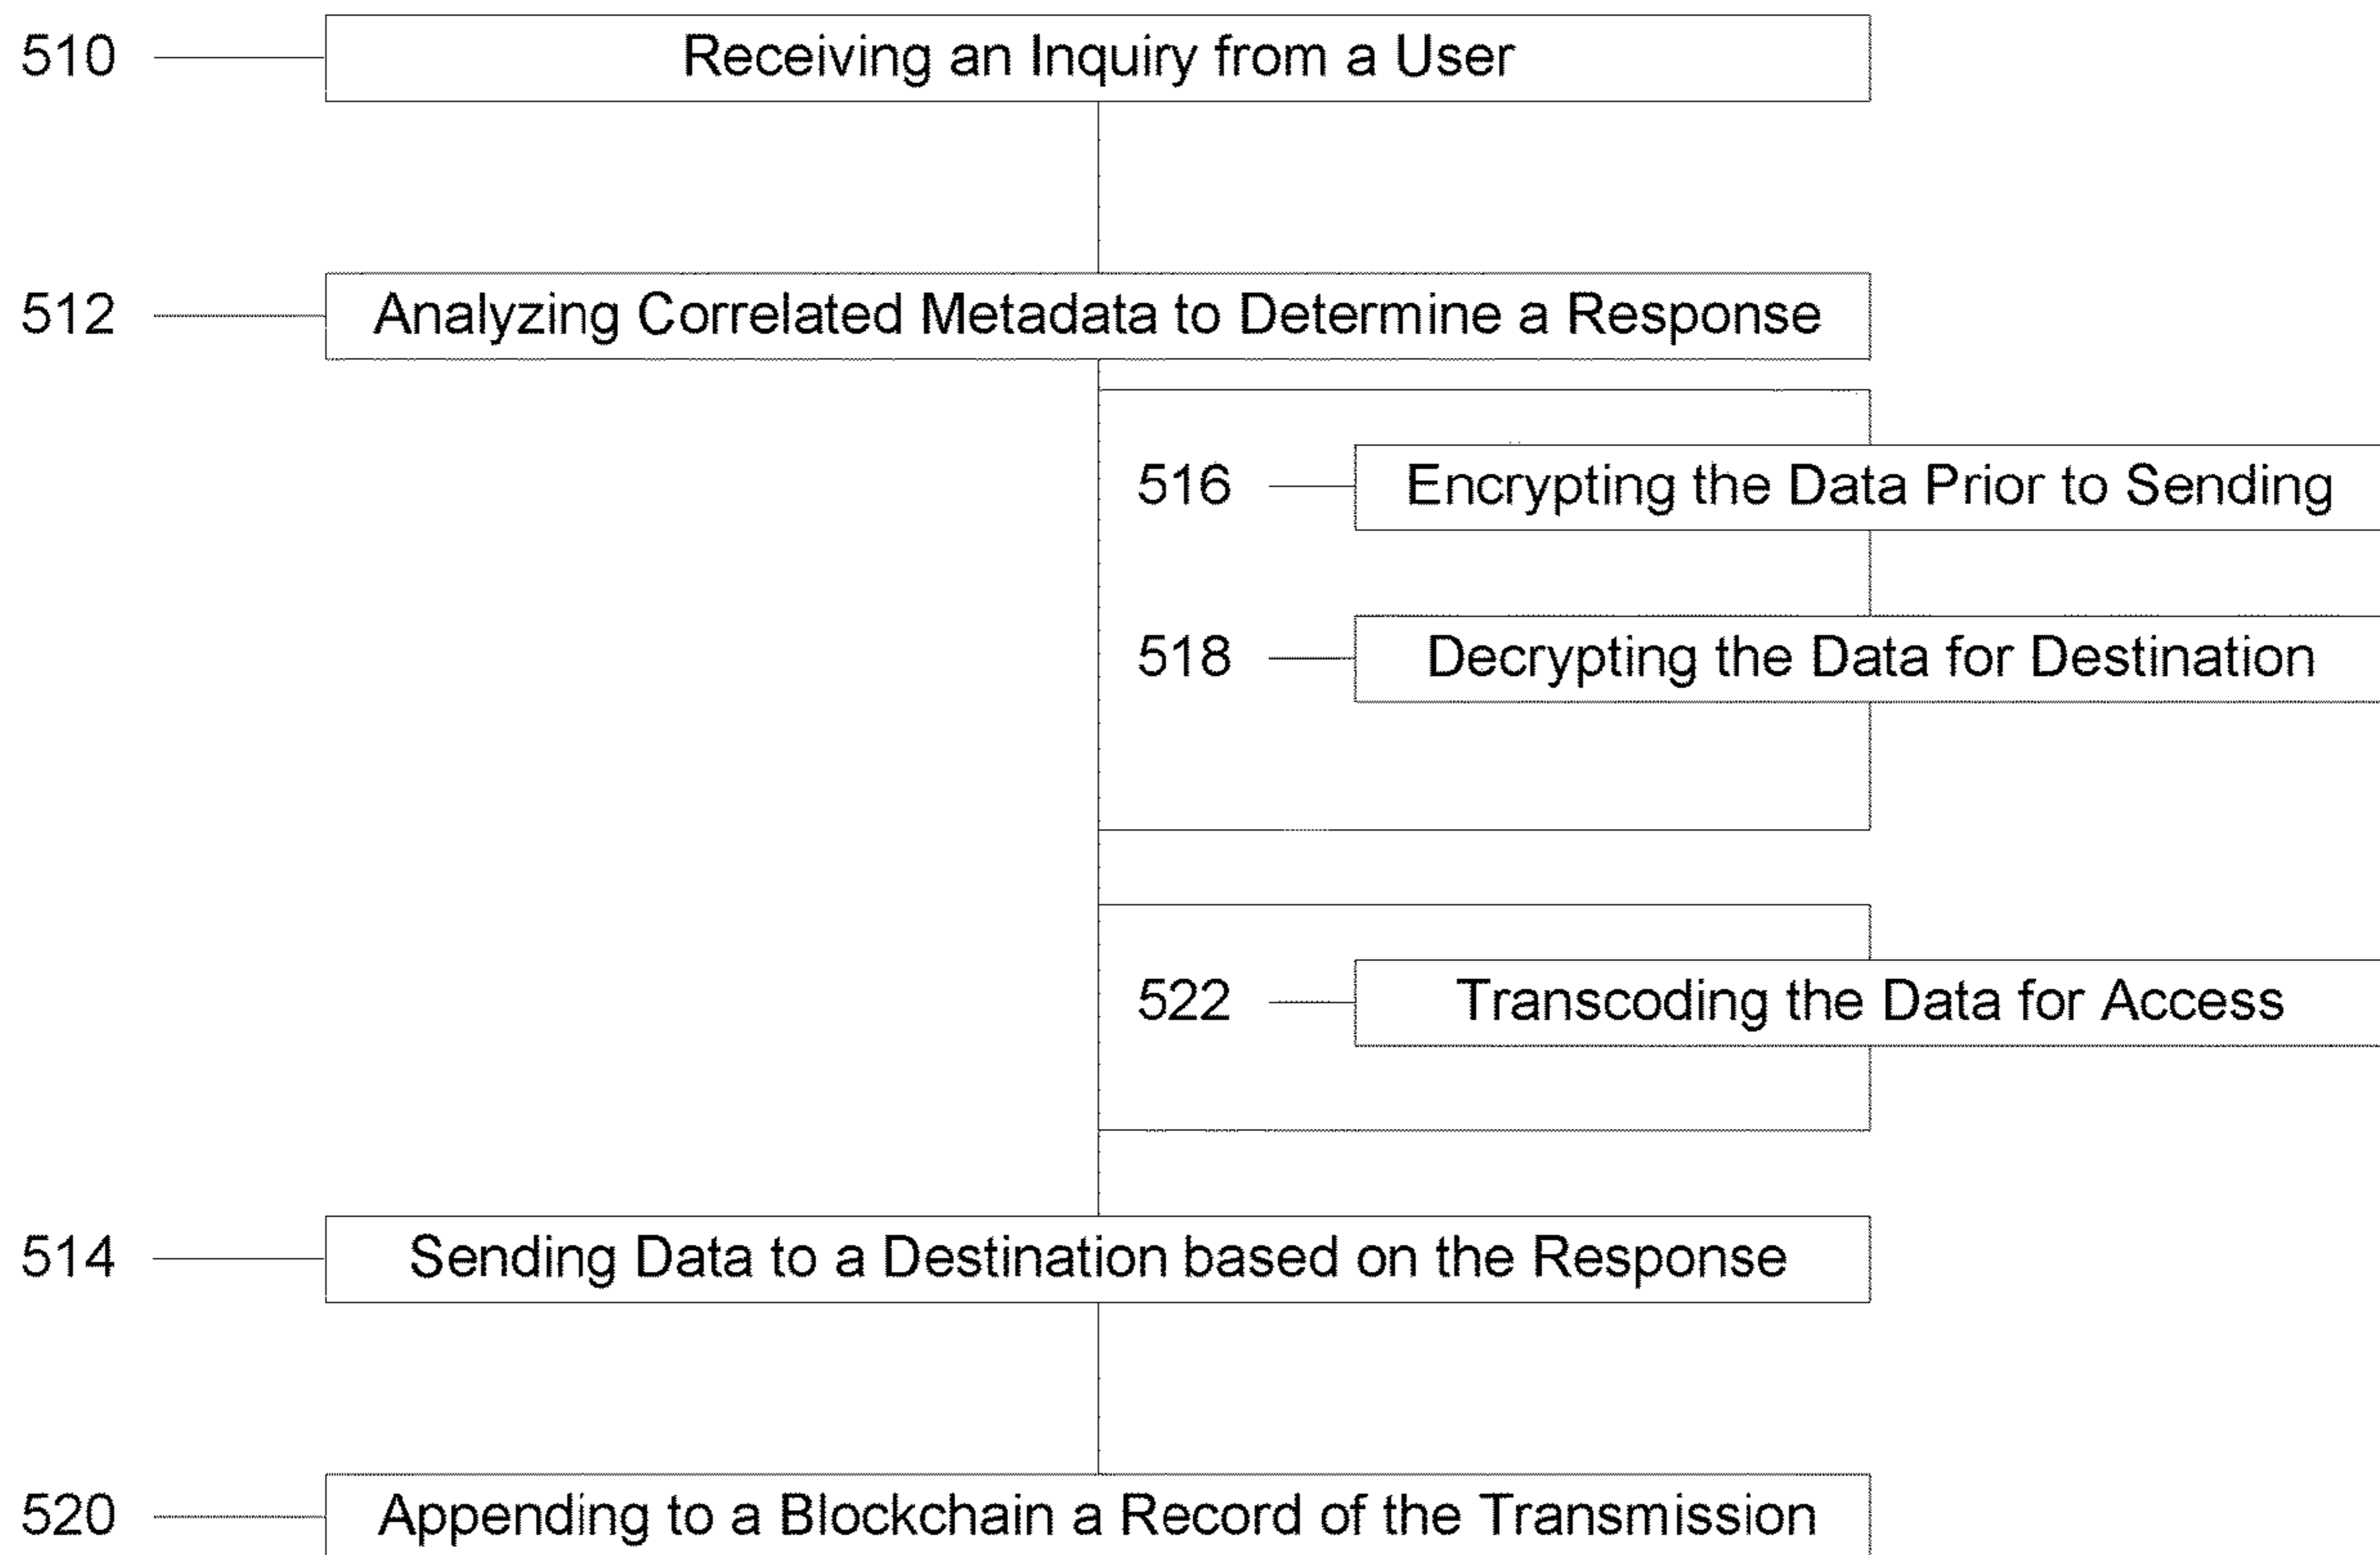 510 Receiving an Inquiry from a User
512 Analyzing Correlated Metadata to Determine a Response
516 Encrypting the Data Prior to Sending
518 Decrypting the Data for Destination
522 Transcoding the Data for Access
514 Sending Data to a Destination based on the Response
520 Appending to a Blockchain a Record of the Transmission